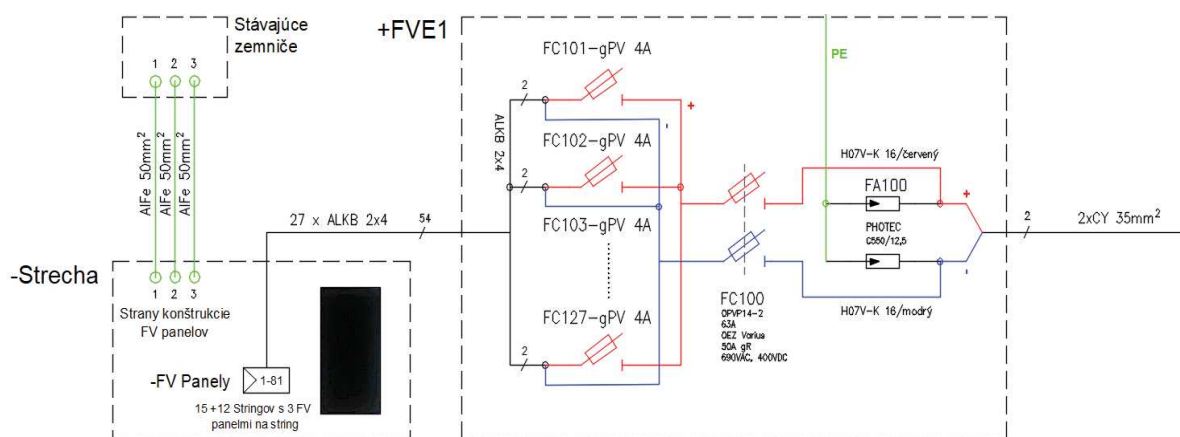 Stávajúce
zemniče
1 2 3
AlFe 50mm²
AlFe 50mm²
AlFe 50mm²
27 x ALKB 2x4
54
-Strecha
1 2 3
Strany konštrukcie
FV panelov
-FV Panely
1-81
15+12 Stringov s 3 FV
panelmi na string
+FVE1
FC101-gPV 4A
2
+
-
ALKB 2x4
FC102-gPV 4A
2
FC103-gPV 4A
FC127-gPV 4A
2
FC100
OPVP14-2
63A
OEZ Varius
50A gR
690VAC, 400VDC
PE
H07V-K 16/červený
FA100
PHOTEC
C550/12,5
H07V-K 16/modrý
+
-
2
2xCY 35mm²